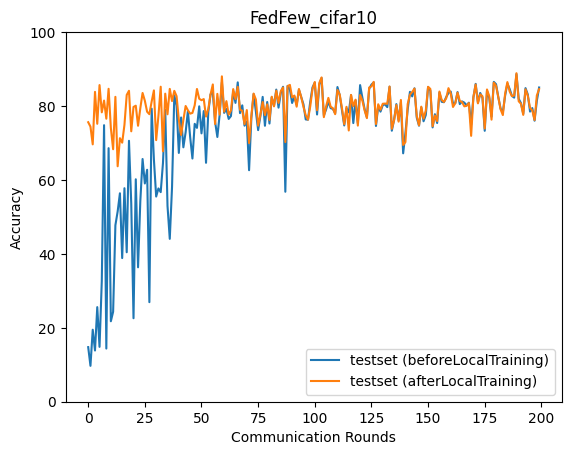 FedFew_cifar10
100
80
60
40
20
0
Accuracy
0 25 50 75 100 125 150 175 200
Communication Rounds
testset (beforeLocalTraining)
testset (afterLocalTraining)